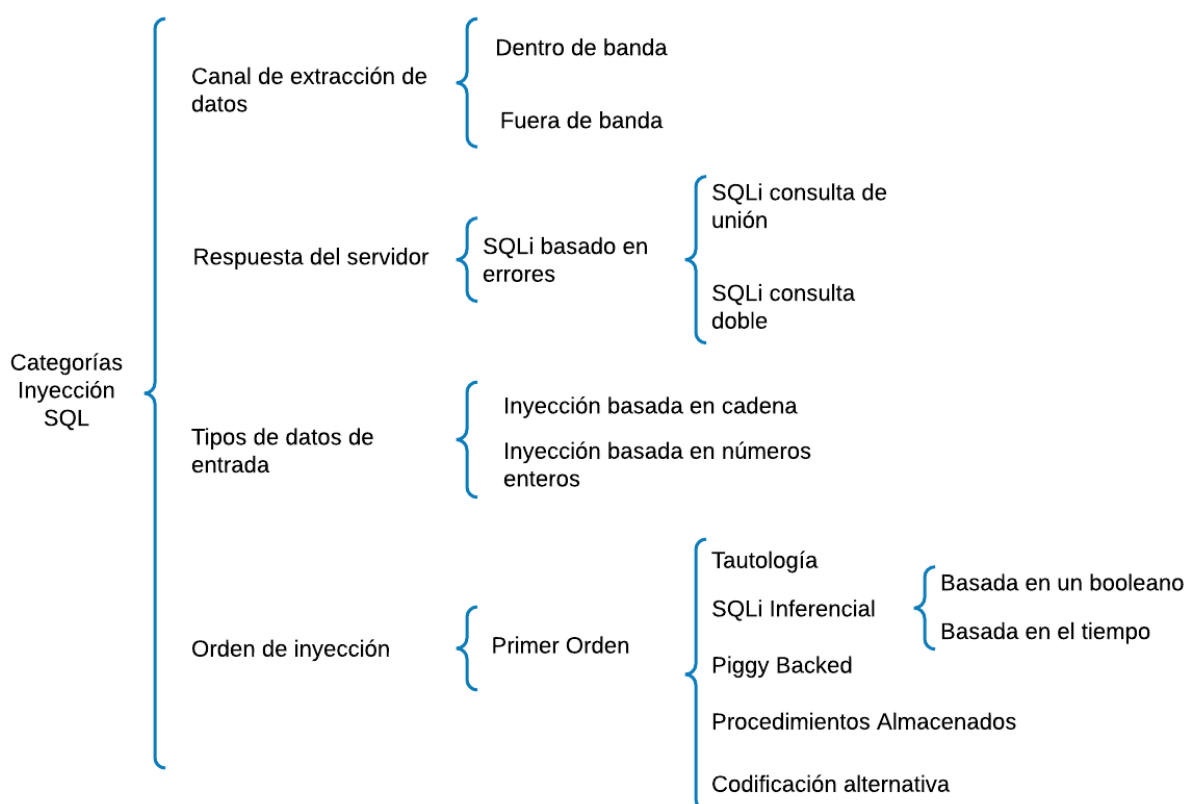 Categorías
Inyección
SQL
Canal de extracción de
datos
Dentro de banda
Fuera de banda
Respuesta del servidor
SQLi basado en
errores
SQLi consulta de
unión
SQLi consulta
doble
Tipos de datos de
entrada
Inyección basada en cadena
Inyección basada en números
enteros
Orden de inyección
Primer Orden
Tautología
SQLi Inferencial
Basada en un booleano
Basada en el tiempo
Piggy Backed
Procedimientos Almacenados
Codificación alternativa